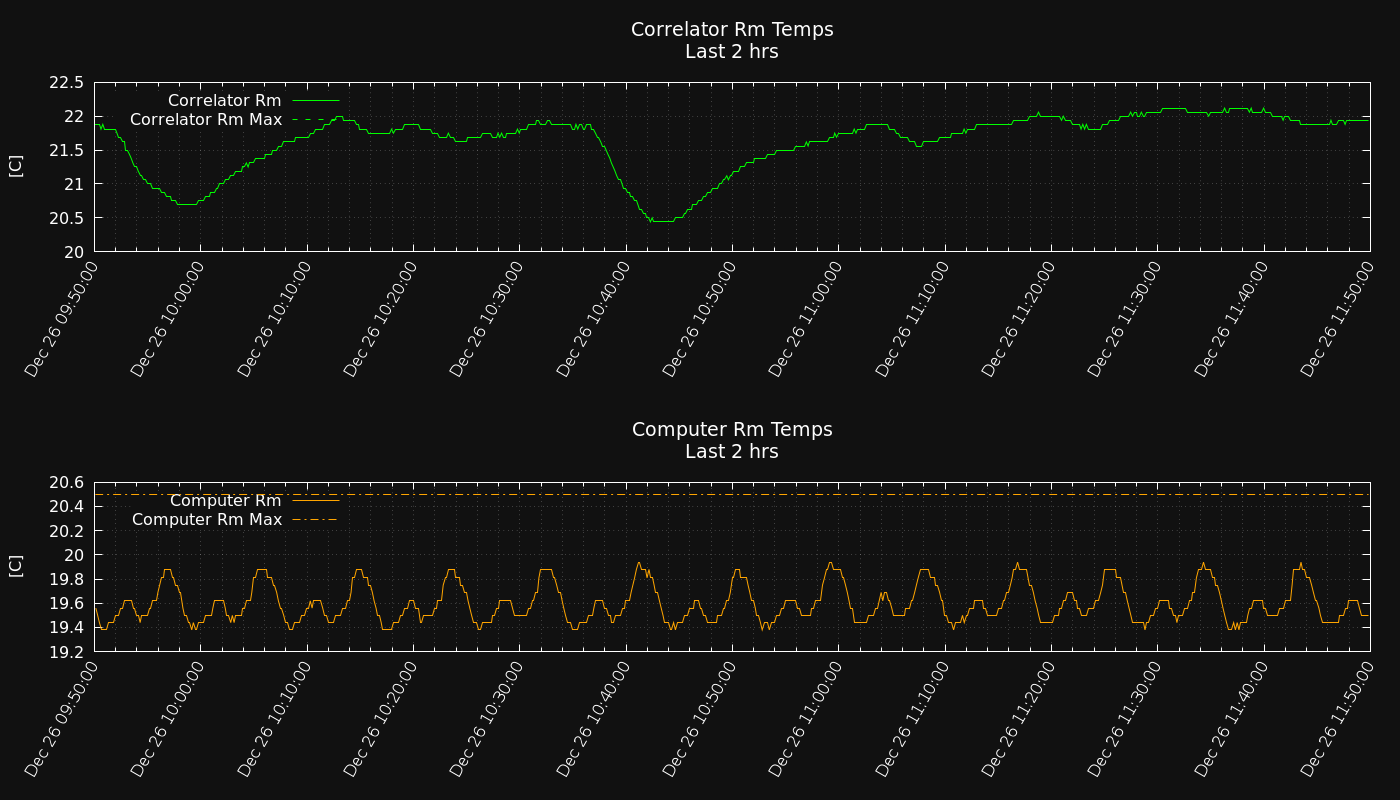 Correlator Rm Temps
Last 2 hrs
22.5
22
21.5
21
20.5
20
[C]
Correlator Rm
Correlator Rm Max
Dec 26 09:50:00
Dec 26 10:00:00
Dec 26 10:10:00
Dec 26 10:20:00
Dec 26 10:30:00
Dec 26 10:40:00
Dec 26 10:50:00
Dec 26 11:00:00
Dec 26 11:10:00
Dec 26 11:20:00
Dec 26 11:30:00
Dec 26 11:40:00
Dec 26 11:50:00
Computer Rm Temps
Last 2 hrs
20.6
20.4
20.2
20
19.8
19.6
19.4
19.2
[C]
Computer Rm
Computer Rm Max
Dec 26 09:50:00
Dec 26 10:00:00
Dec 26 10:10:00
Dec 26 10:20:00
Dec 26 10:30:00
Dec 26 10:40:00
Dec 26 10:50:00
Dec 26 11:00:00
Dec 26 11:10:00
Dec 26 11:20:00
Dec 26 11:30:00
Dec 26 11:40:00
Dec 26 11:50:00